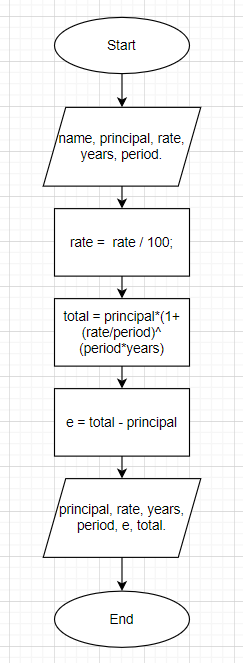 Start
name, principal, rate,
years, period.
rate =  rate / 100;
total = principal*(1+
(rate/period)^
(period*years)
e = total - principal
principal, rate, years,
period, e, total.
End